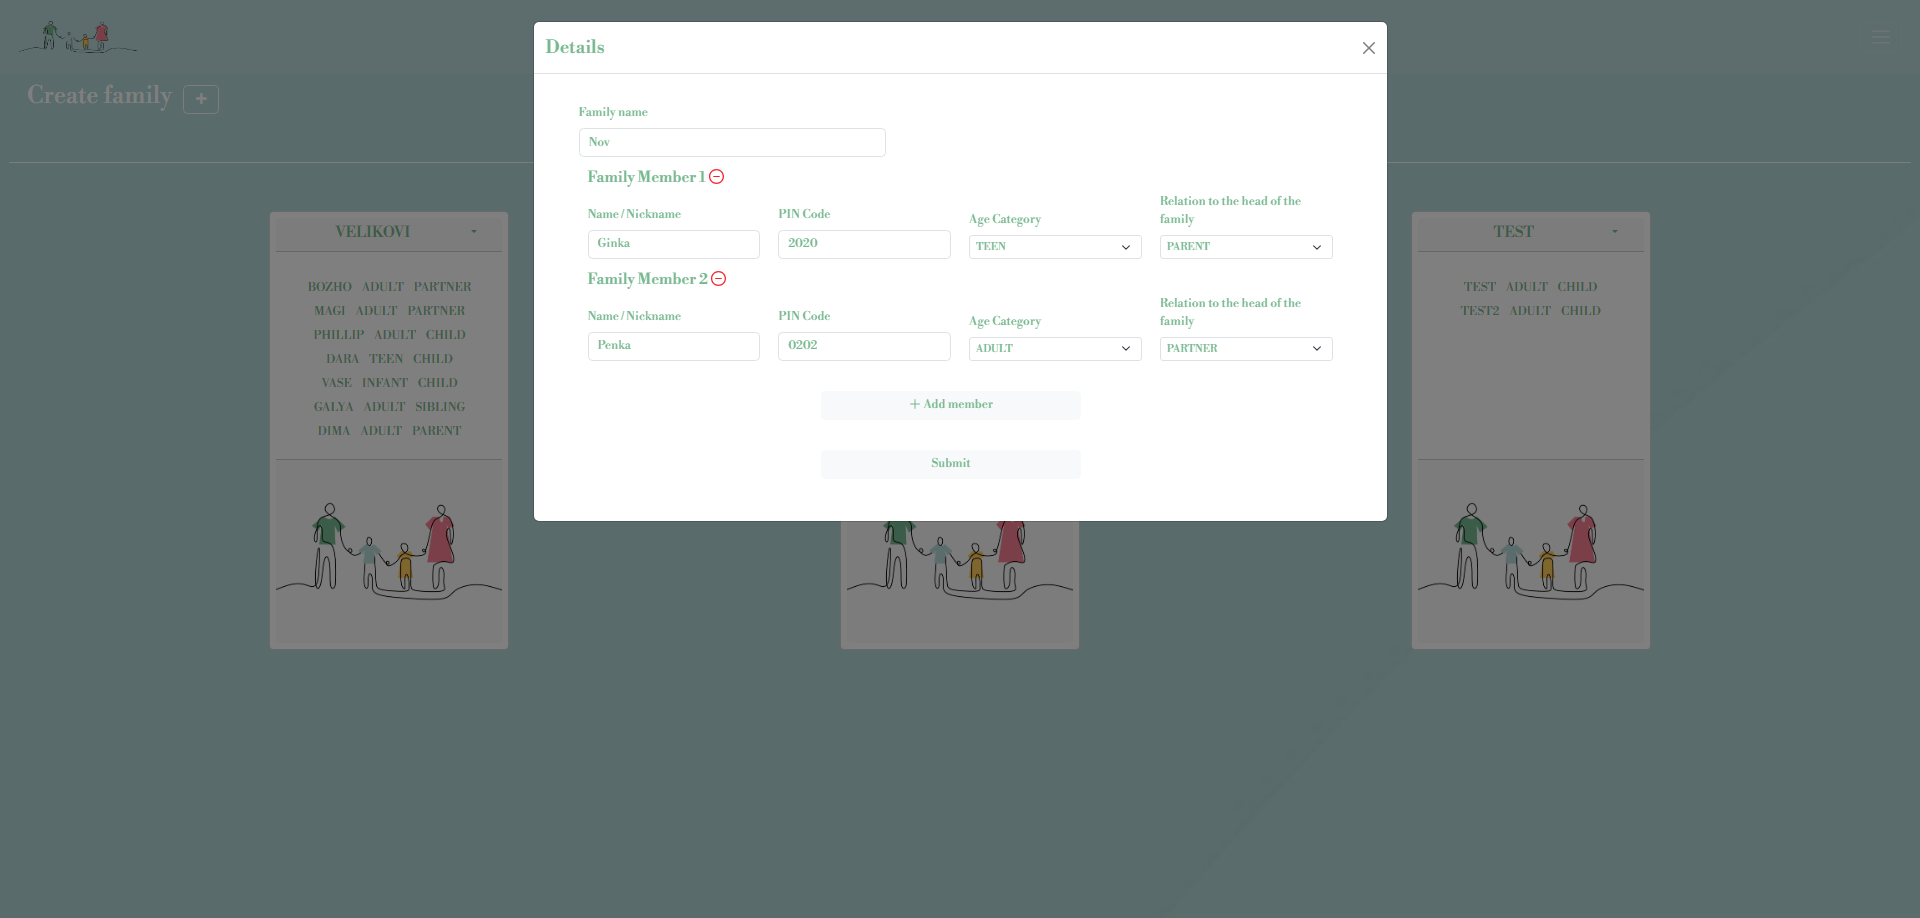 Create family
Details
Family name
Nov
Family Member 1
Name / Nickname
PIN Code
Age Category
Relation to the head of the
family
Ginka
2020
TEEN
PARENT
Family Member 2
Name / Nickname
PIN Code
Age Category
Relation to the head of the
family
Penka
0202
ADULT
PARTNER
+ Add member
Submit
VELIKOVI
BOZHO ADULT PARTNER
MAGI ADULT PARTNER
PHILLIP ADULT CHILD
DARA TEEN CHILD
VASE INFANT CHILD
GALYA ADULT SIBLING
DIMA ADULT PARENT
TEST
TEST ADULT CHILD
TEST2 ADULT CHILD